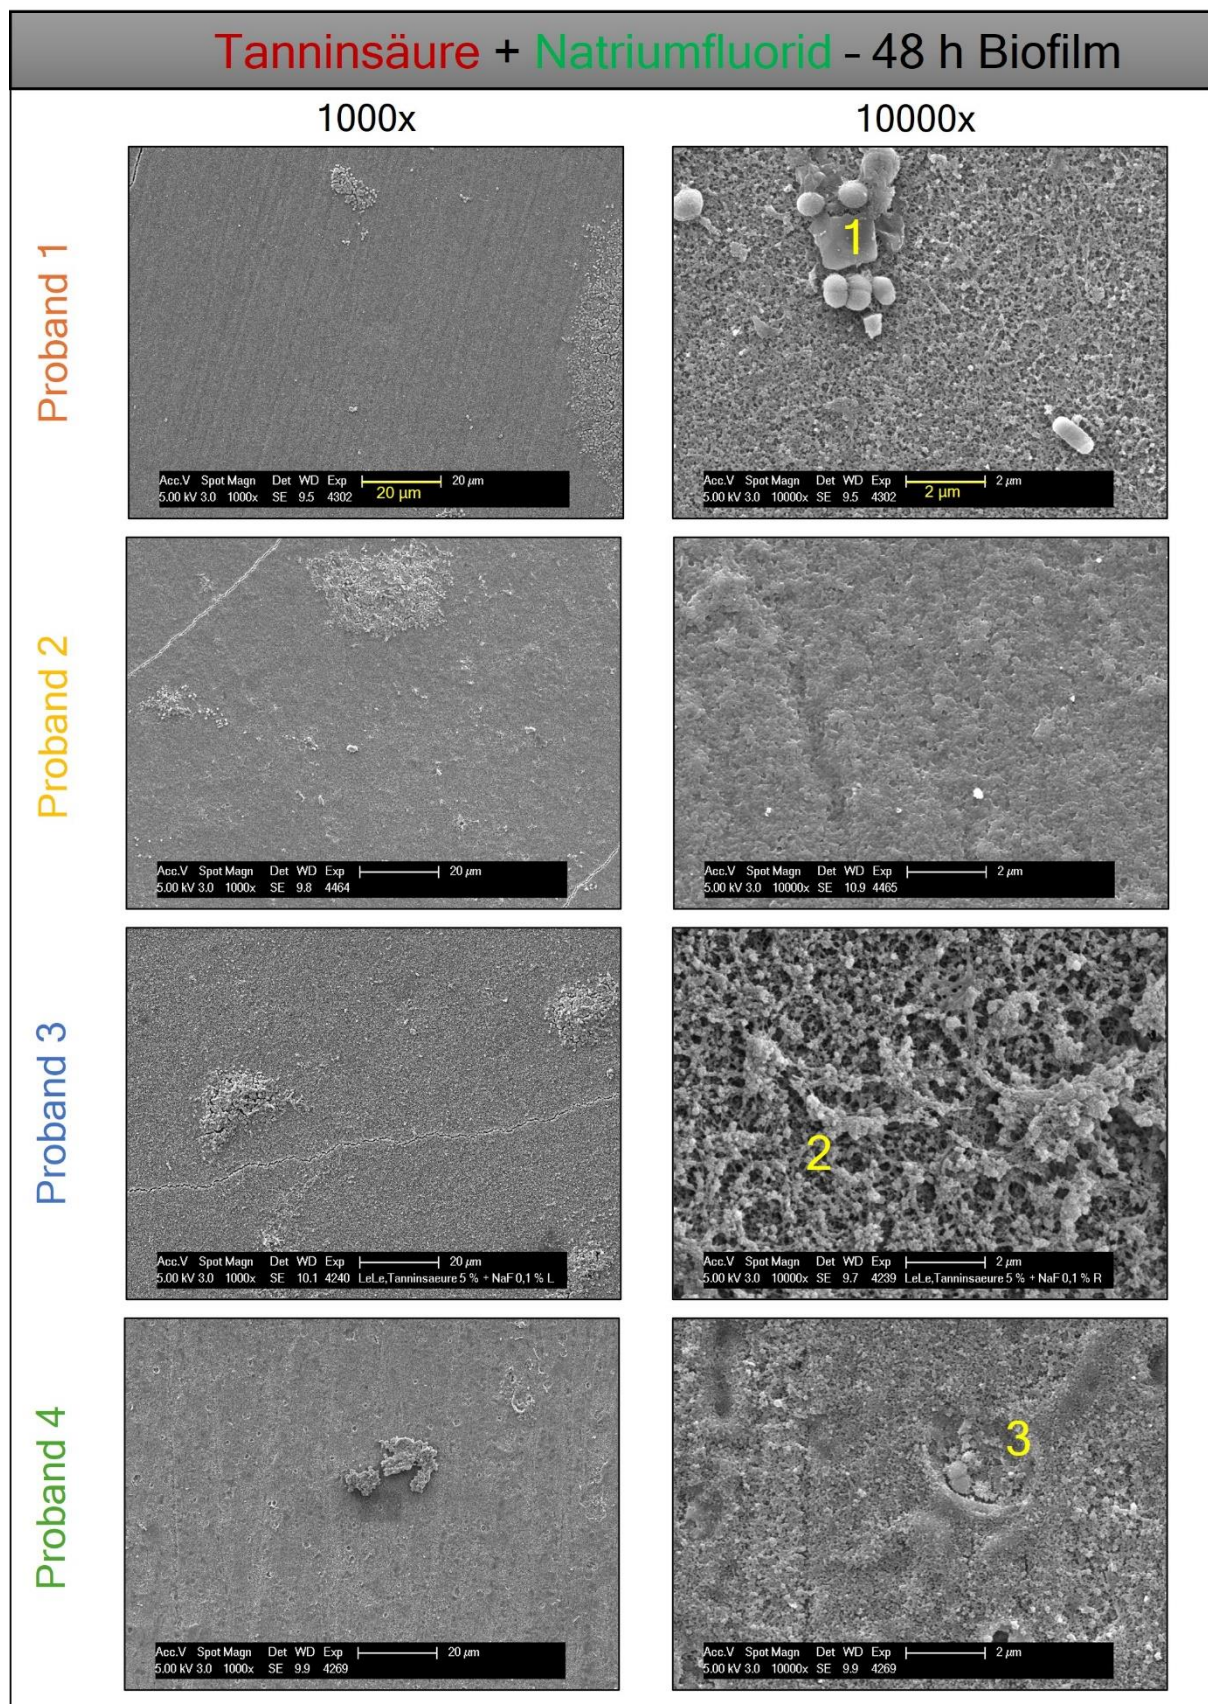 Tanninsäure + Natriumfluorid - 48 h Biofilm
1000x
10000x
Proband 1
1
Acc.V Spot Magn Det WD Exp 20 µm
5.00 kV 3.0 1000x SE 9.5 4302 20 µm
Acc.V Spot Magn Det WD Exp 2 µm
5.00 kV 3.0 10000x SE 9.5 4302 2 µm
Proband 2
Acc.V Spot Magn Det WD Exp 20 µm
5.00 kV 3.0 1000x SE 9.8 4464
Acc.V Spot Magn Det WD Exp 2 µm
5.00 kV 3.0 10000x SE 10.9 4465
Proband 3
2
Acc.V Spot Magn Det WD Exp 20 µm
5.00 kV 3.0 1000x SE 10.1 4240 LeLe,Tanninsaeure 5 % + NaF 0,1 % L
Acc.V Spot Magn Det WD Exp 2 µm
5.00 kV 3.0 10000x SE 9.7 4239 LeLe,Tanninsaeure 5 % + NaF 0,1 % R
Proband 4
3
Acc.V Spot Magn Det WD Exp 20 µm
5.00 kV 3.0 1000x SE 9.9 4269
Acc.V Spot Magn Det WD Exp 2 µm
5.00 kV 3.0 10000x SE 9.9 4269